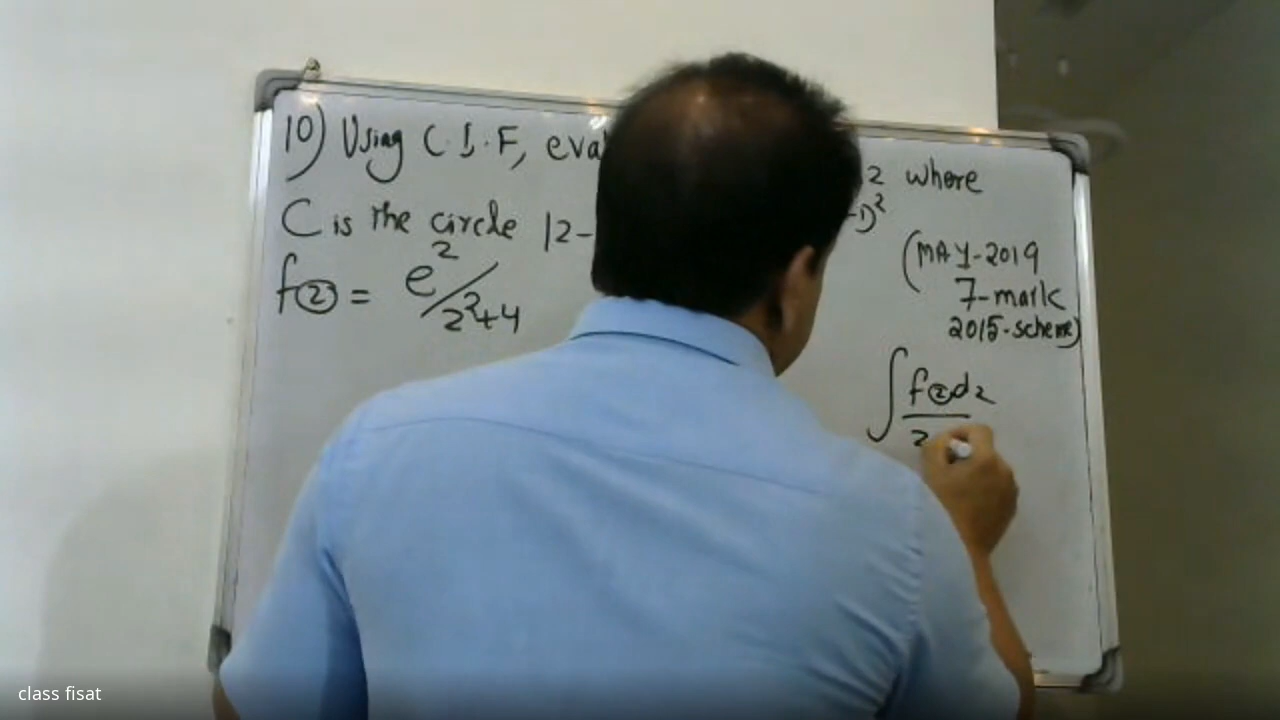 10) Using C.I.F, eva
2 where
C is the circle |z-
-1)²
f(z) = e^z/z²+4
(MAY-2019
7-mark
2015-scheme)
∫ f(z)dz
z
class fisat